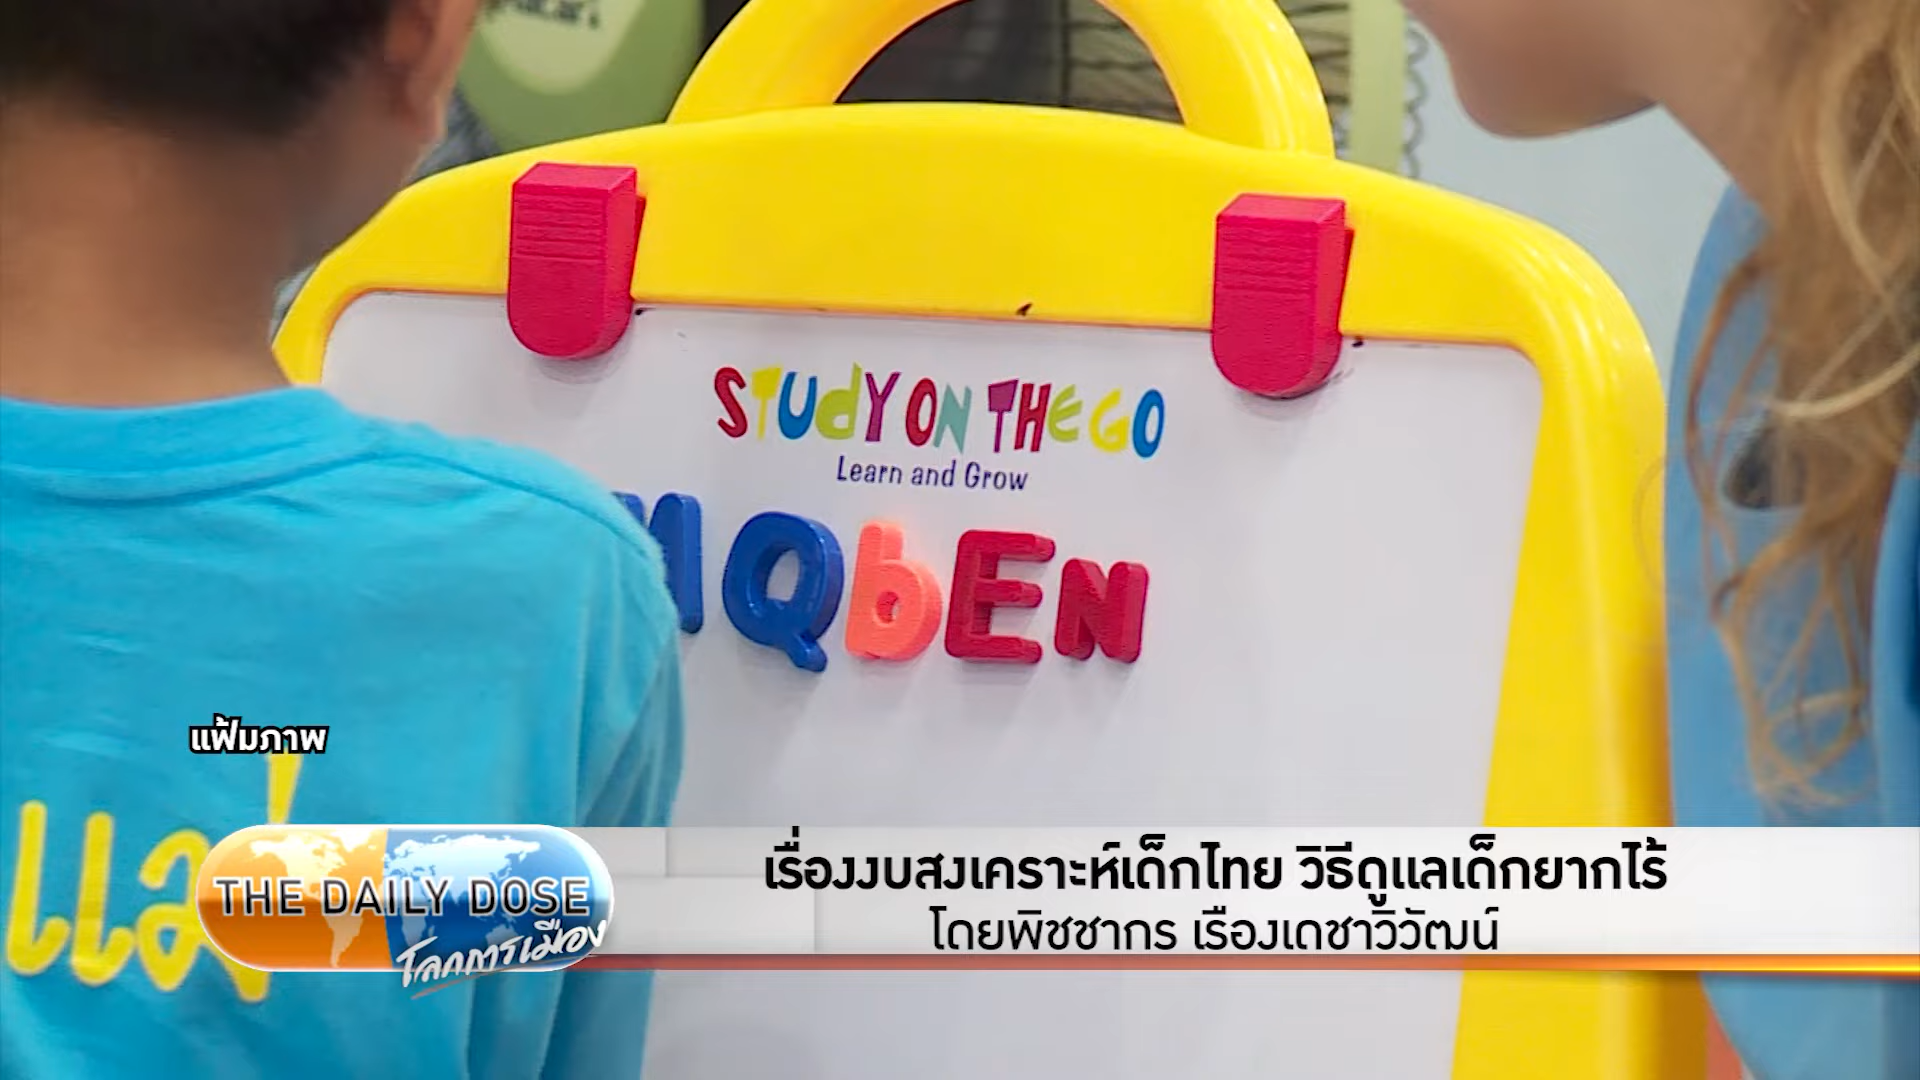 STUdY ON THE GO
Learn and Grow
QbEN
แฟ้มภาพ
แว่
THE DAILY DOSE
โลกการเมือง
เรื่องงบสงเคราะห์เด็กไทย วิธีดูแลเด็กยากไร้
โดยพิชชากร เรืองเดชาวิวัฒน์